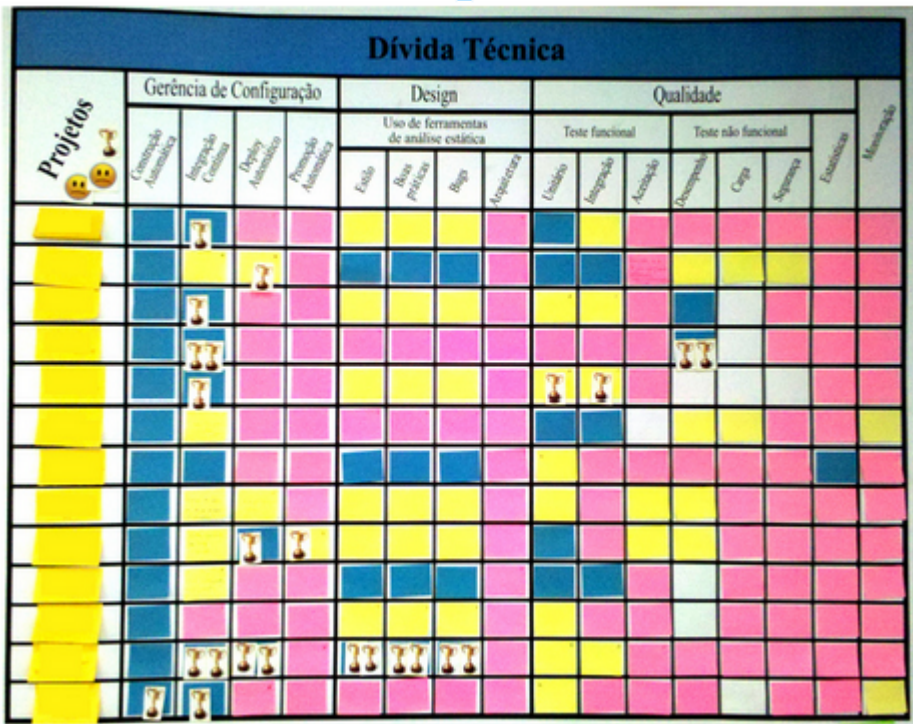 Dívida Técnica
Projetos
Gerência de Configuração
Design
Qualidade
Uso de ferramentas
de análise estática
Teste funcional
Teste não funcional
Construção
Automática
Integração
Contínua
Deploy
Automático
Promoção
Automática
Estilo
Boas
práticas
Bugs
Arquitetura
Unitário
Integração
Aceitação
Desempenho
Carga
Segurança
Estatísticas
Monitoração